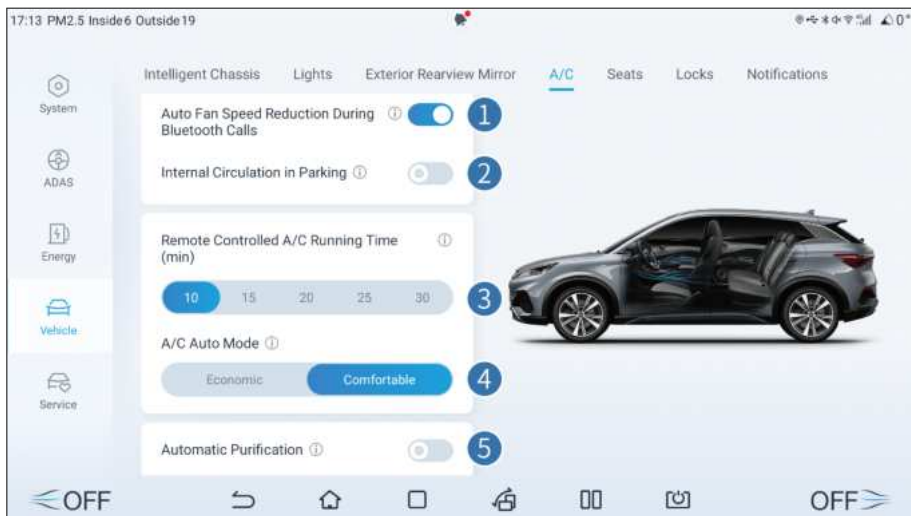 17:13 PM2.5 Inside6 Outside19
0°
Intelligent Chassis Lights Exterior Rearview Mirror A/C Seats Locks Notifications
System
ADAS
Energy
Vehicle
Service
Auto Fan Speed Reduction During
Bluetooth Calls
1
Internal Circulation in Parking
2
Remote Controlled A/C Running Time
(min)
10 15 20 25 30
3
A/C Auto Mode
Economic Comfortable
4
Automatic Purification
5
OFF OFF